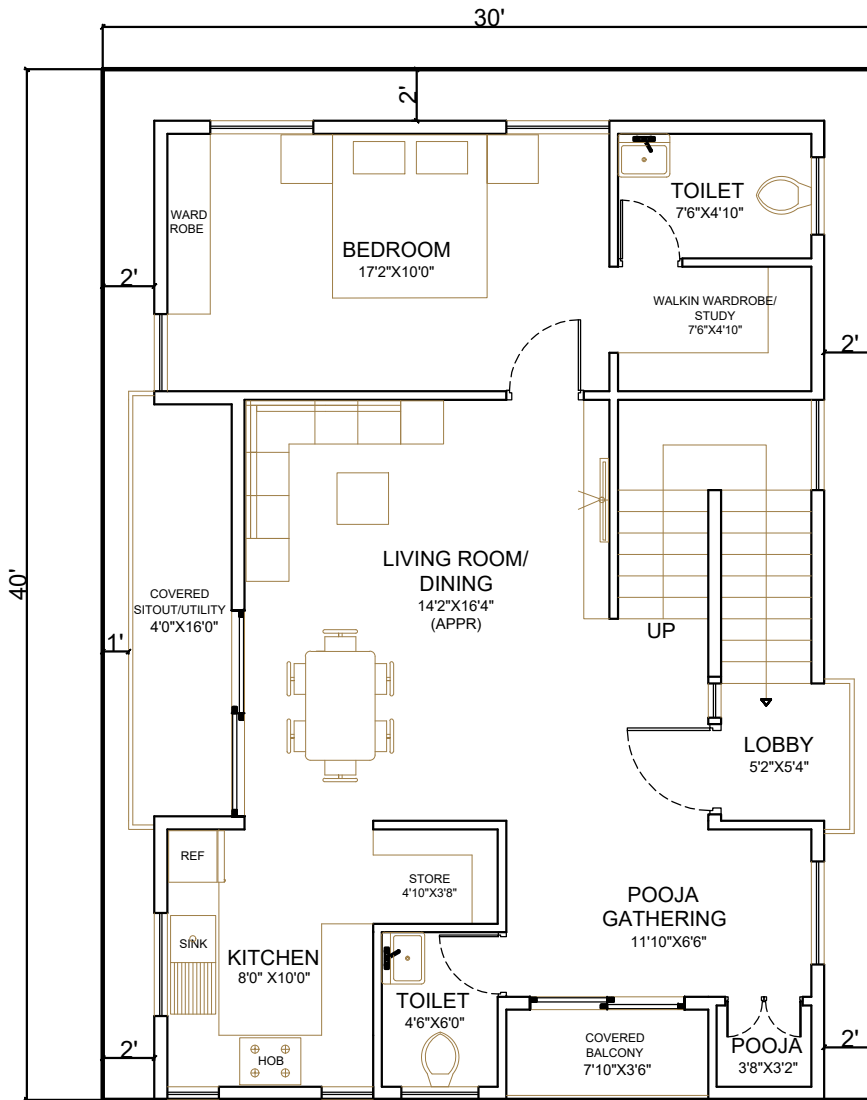 30'
2'
WARD
ROBE
BEDROOM
17'2"X10'0"
TOILET
7'6"X4'10"
2'
WALKIN WARDROBE/
STUDY
7'6"X4'10"
2'
40'
COVERED
SITOUT/UTILITY
4'0"X16'0"
1'
LIVING ROOM/
DINING
14'2"X16'4"
(APPR)
UP
LOBBY
5'2"X5'4"
REF
STORE
4'10"X3'8"
SINK
KITCHEN
8'0" X10'0"
POOJA
GATHERING
11'10"X6'6"
TOILET
4'6"X6'0"
HOB
COVERED
BALCONY
7'10"X3'6"
POOJA
3'8"X3'2"
2'
2'